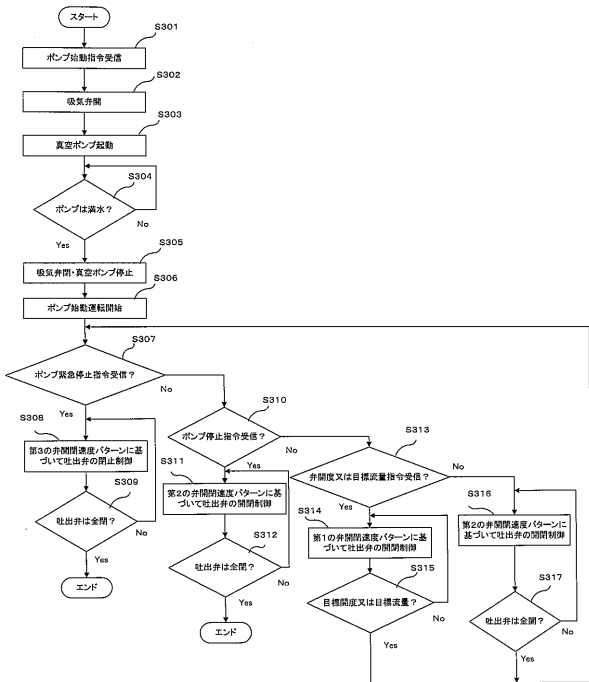 スタート
S301
ポンプ始動指令受信
S302
吸気弁開
S303
真空ポンプ起動
S304
ポンプは満水?
No
Yes
S305
吸気弁閉・真空ポンプ停止
S306
ポンプ始動運転開始
S307
ポンプ緊急停止指令受信?
No
Yes
S308
第3の弁開閉速度パターンに基
づいて吐出弁の閉止制御
S309
吐出弁は全閉?
No
Yes
エンド
S310
ポンプ停止指令受信?
No
Yes
S311
第2の弁開閉速度パターンに基
づいて吐出弁の開閉制御
S312
吐出弁は全閉?
No
Yes
エンド
S313
弁開度又は目標流量指令受信?
No
Yes
S314
第1の弁開閉速度パターンに
基づいて吐出弁の開閉制御
S315
目標開度又は目標流量?
No
Yes
S316
第2の弁開閉速度パターンに
基づいて吐出弁の開閉制御
S317
吐出弁は全開?
No
Yes